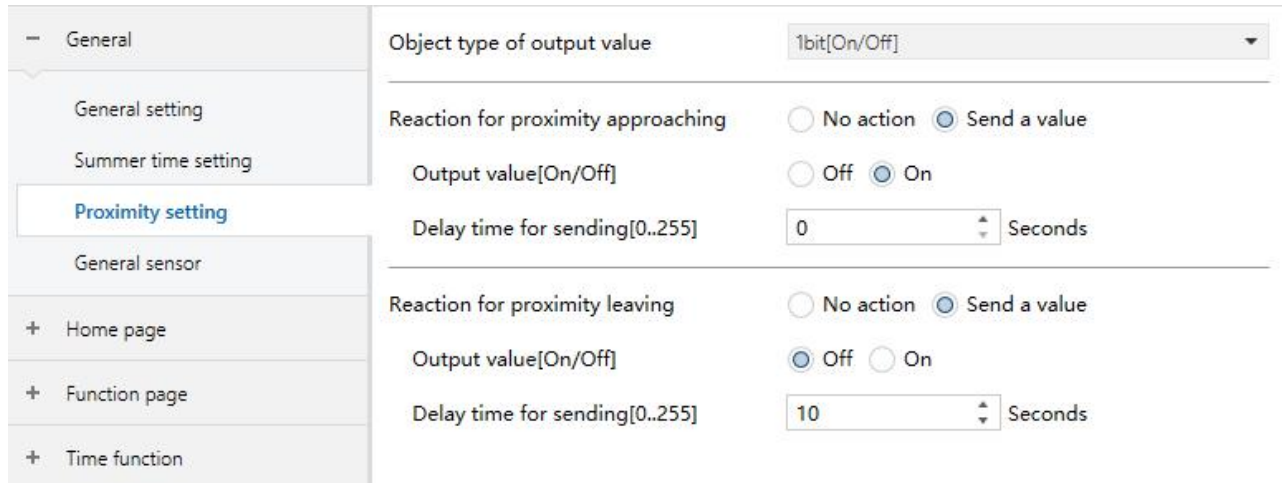 General
General setting
Summer time setting
Proximity setting
General sensor
Home page
Function page
Time function
Object type of output value 1bit[On/Off]
Reaction for proximity approaching No action Send a value
Output value[On/Off] Off On
Delay time for sending[0..255] 0 Seconds
Reaction for proximity leaving No action Send a value
Output value[On/Off] Off On
Delay time for sending[0..255] 10 Seconds